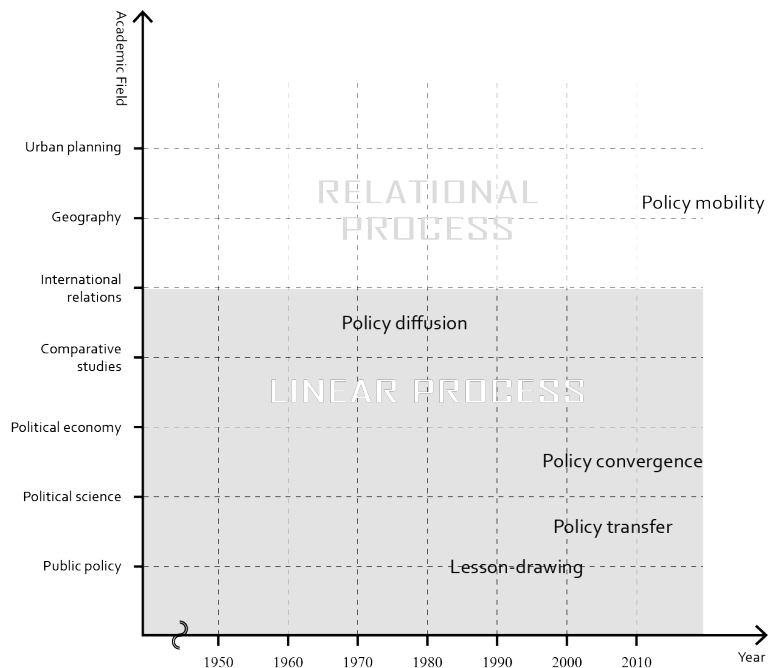 Academic Field
Urban planning
RELATIONAL
PROCESS
Policy mobility
Geography
International
relations
Policy diffusion
Comparative
studies
LINEAR PROCESS
Political economy
Policy convergence
Political science
Policy transfer
Public policy
Lesson-drawing
1950 1960 1970 1980 1990 2000 2010
Year